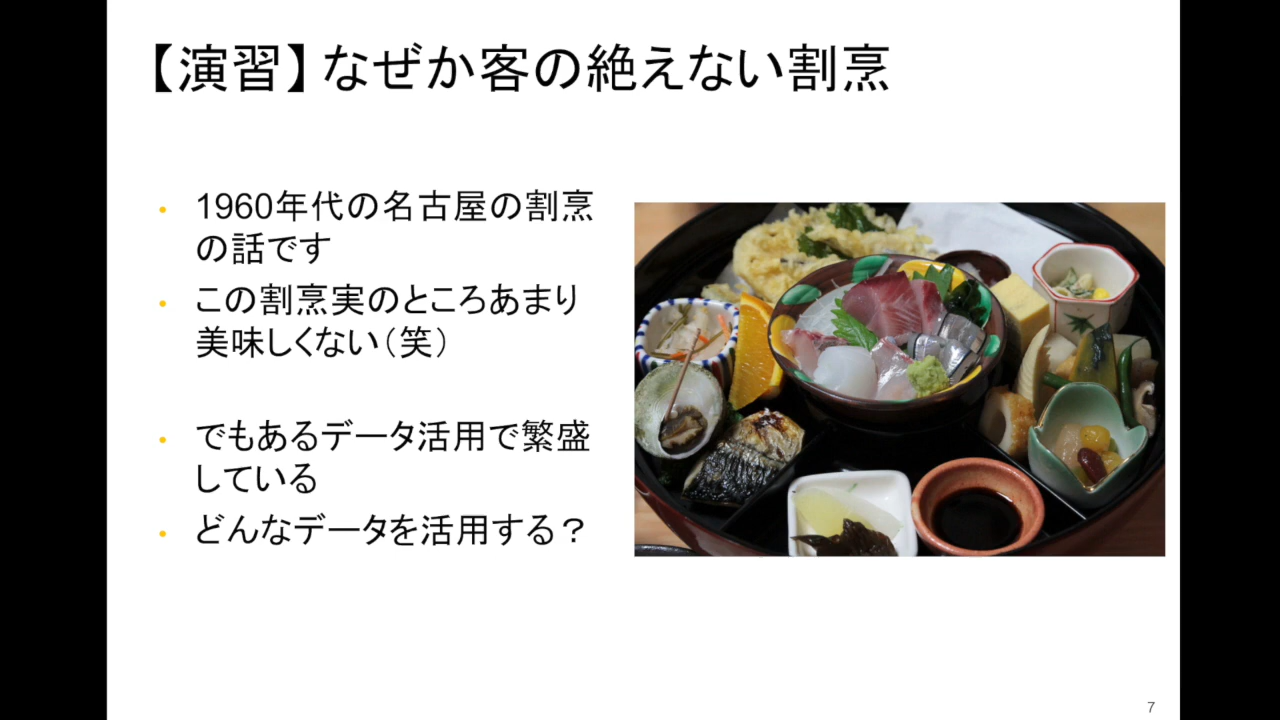 【演習】なぜか客の絶えない割烹
• 1960年代の名古屋の割烹
の話です
• この割烹実のところあまり
美味しくない（笑）
• でもあるデータ活用で繁盛
している
• どんなデータを活用する？
7